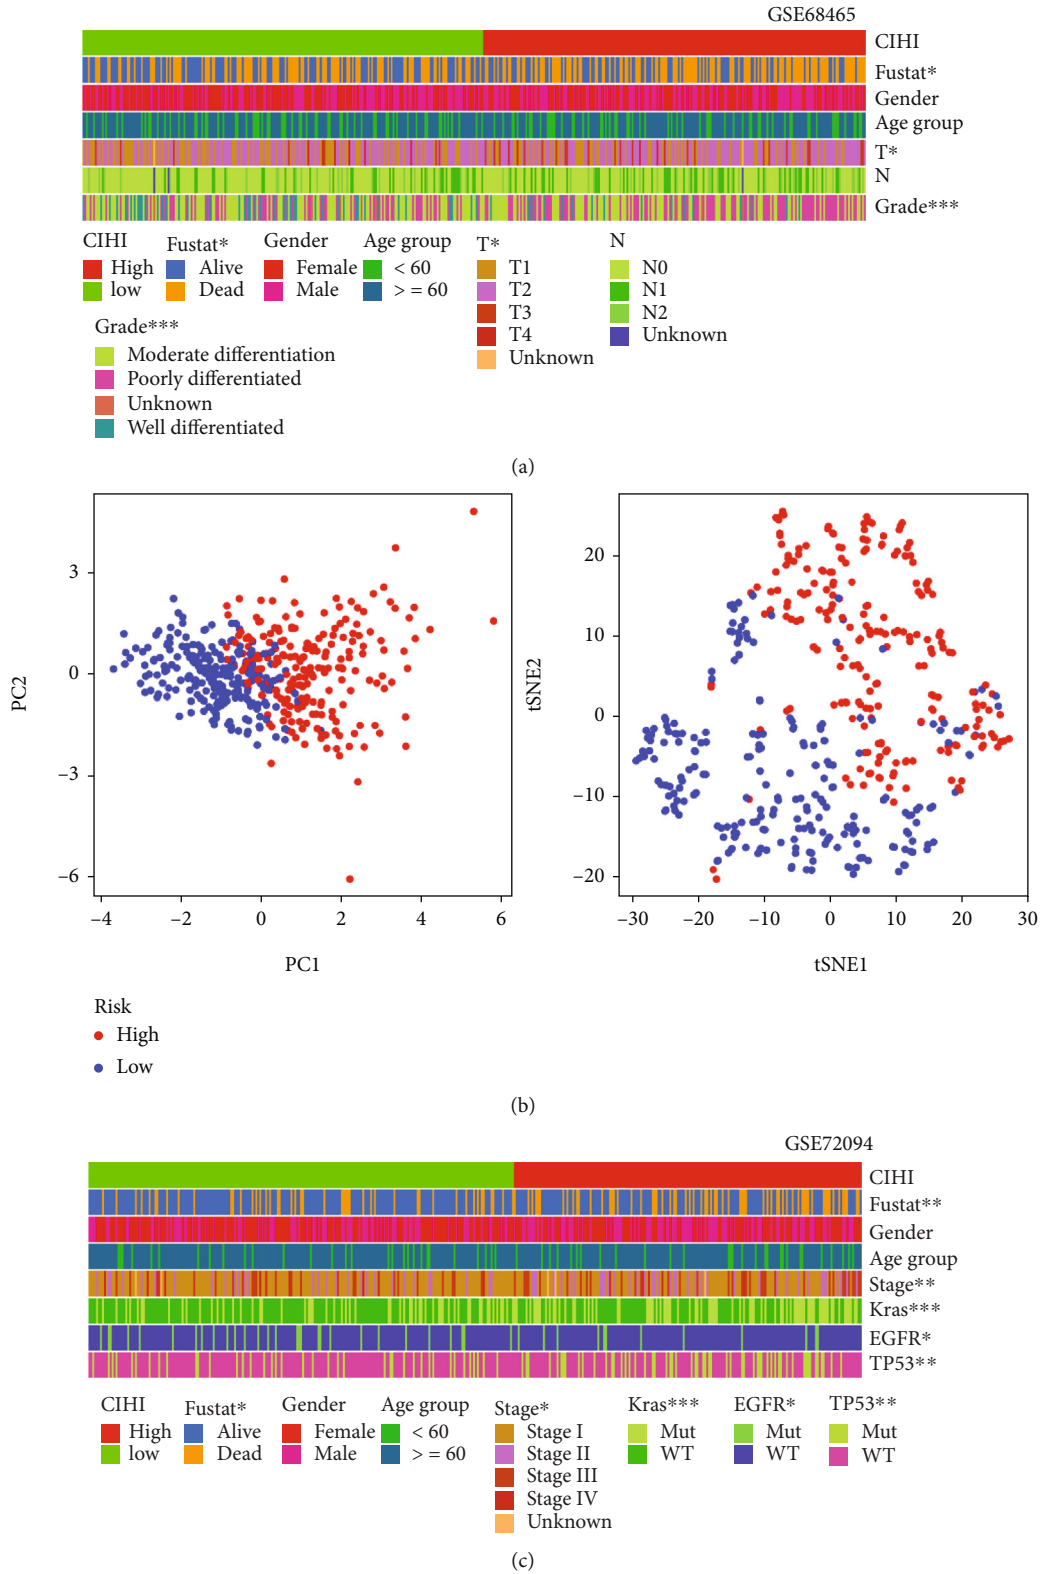 GSE68465
CIHI
Fustat*
Gender
Age group
T*
N
Grade***
CIHI
High
low
Fustat*
Alive
Dead
Gender
Female
Male
Age group
< 60
> = 60
T*
T1
T2
T3
T4
Unknown
N
N0
N1
N2
Unknown
Grade***
Moderate differentiation
Poorly differentiated
Unknown
Well differentiated
(a)
PC2
3
0
−3
−6
−4 −2 0 2 4 6
PC1
tSNE2
20
10
0
−10
−20
−30 −20 −10 0 10 20 30
tSNE1
Risk
High
Low
(b)
GSE72094
CIHI
Fustat**
Gender
Age group
Stage**
Kras***
EGFR*
TP53**
CIHI
High
low
Fustat*
Alive
Dead
Gender
Female
Male
Age group
< 60
> = 60
Stage*
Stage I
Stage II
Stage III
Stage IV
Unknown
Kras***
Mut
WT
EGFR*
Mut
WT
TP53**
Mut
WT
(c)